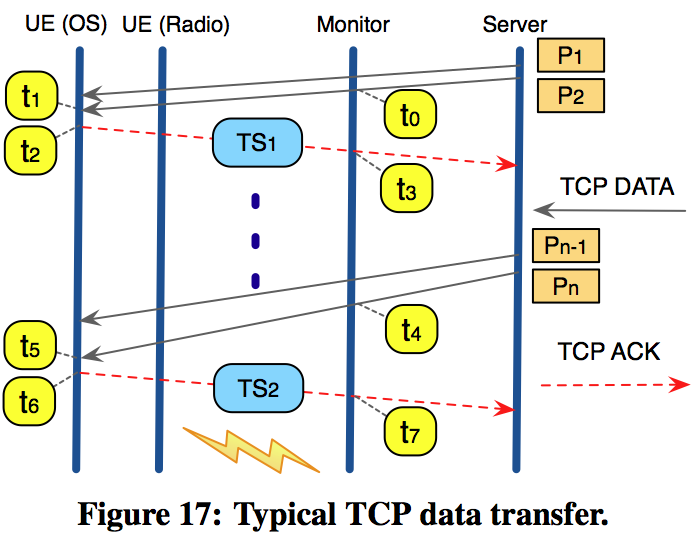 UE (OS) UE (Radio) Monitor Server
P1
P2
t1
t0
t2
TS1
t3
TCP DATA
Pn-1
Pn
t4
t5
TCP ACK
TS2
t6
t7
Figure 17: Typical TCP data transfer.